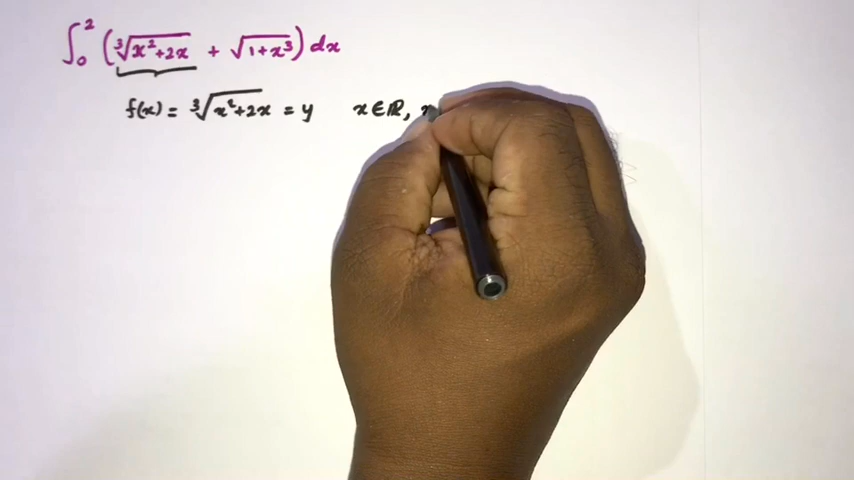 ∫₀² (∛(x²+2x) + √(1+x³)) dx
f(x) = ∛(x²+2x) = y x∈ℝ,